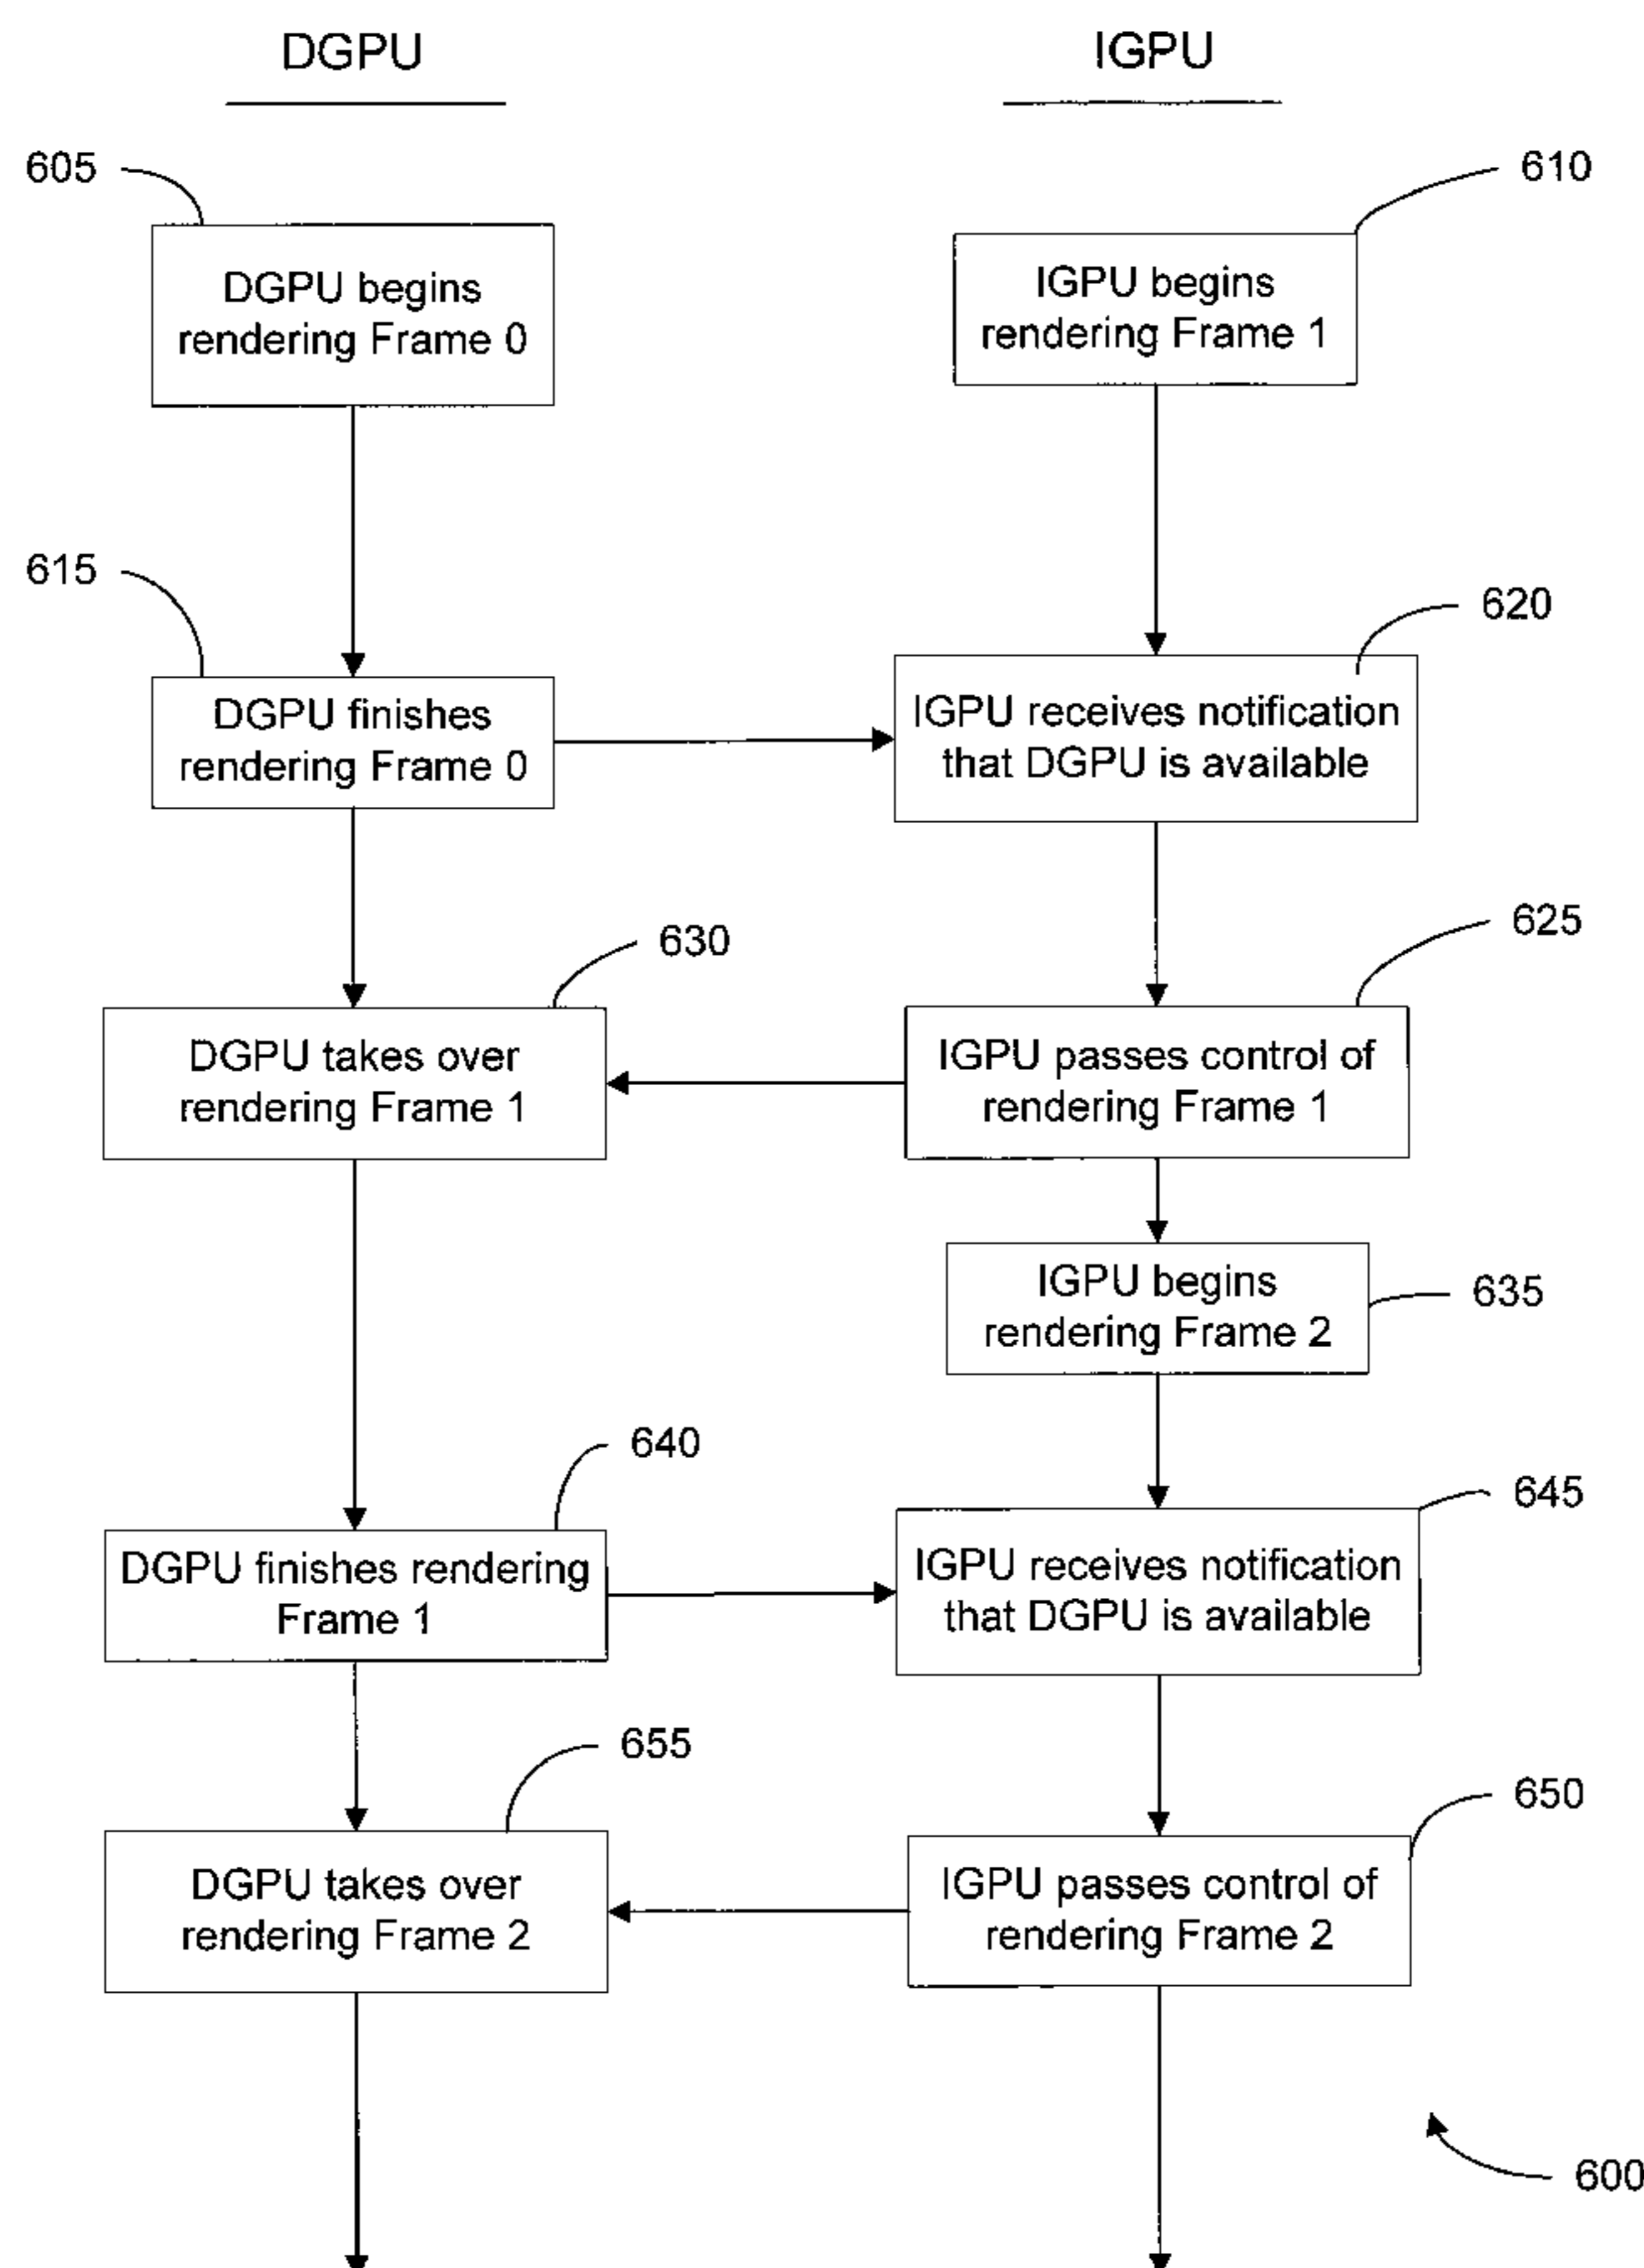 DGPU
IGPU
605
610
DGPU begins
rendering Frame 0
IGPU begins
rendering Frame 1
615
620
DGPU finishes
rendering Frame 0
IGPU receives notification
that DGPU is available
630
625
DGPU takes over
rendering Frame 1
IGPU passes control of
rendering Frame 1
IGPU begins
rendering Frame 2
635
640
645
DGPU finishes rendering
Frame 1
IGPU receives notification
that DGPU is available
655
650
DGPU takes over
rendering Frame 2
IGPU passes control of
rendering Frame 2
600